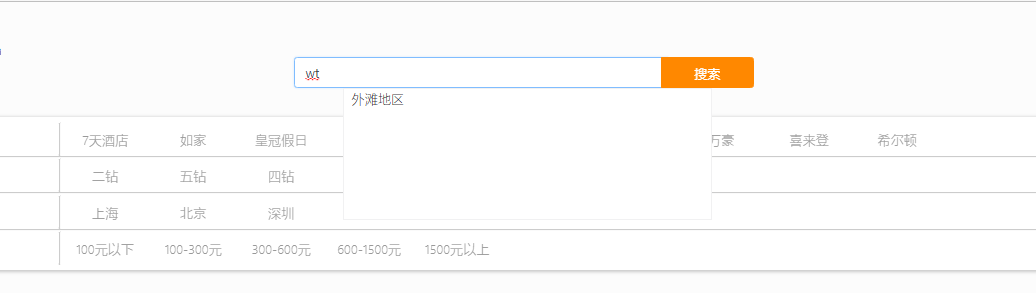 wt 搜索
外滩地区
7天酒店 如家 皇冠假日 万豪 喜来登 希尔顿
二钻 五钻 四钻
上海 北京 深圳
100元以下 100-300元 300-600元 600-1500元 1500元以上